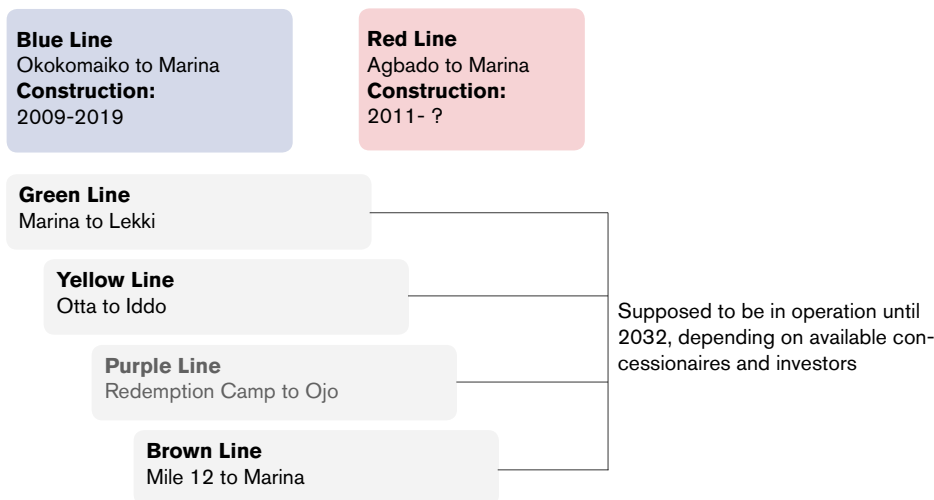 Blue Line
Okokomaiko to Marina
Construction:
2009-2019
Red Line
Agbado to Marina
Construction:
2011- ?
Green Line
Marina to Lekki
Yellow Line
Otta to Iddo
Purple Line
Redemption Camp to Ojo
Brown Line
Mile 12 to Marina
Supposed to be in operation until
2032, depending on available con-
cessionaires and investors